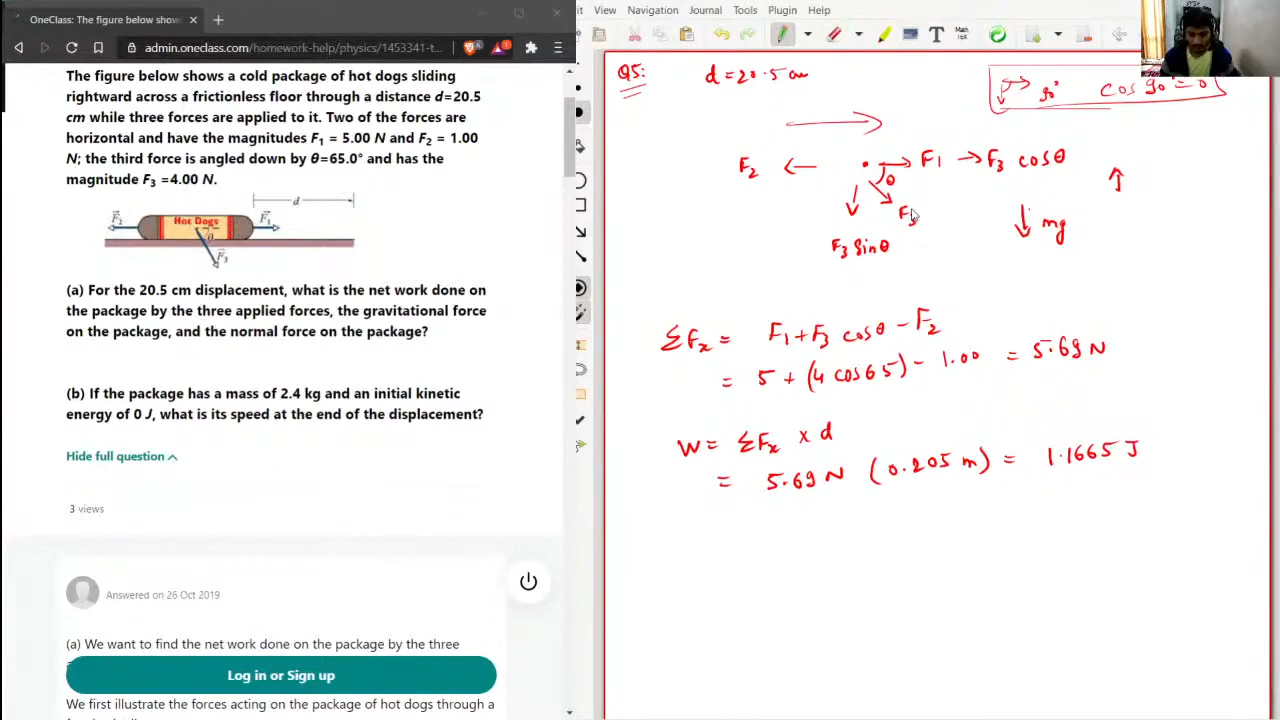 OneClass: The figure below show
admin.oneclass.com/homework-help/physics/1453341-t...
The figure below shows a cold package of hot dogs sliding
rightward across a frictionless floor through a distance d=20.5
cm while three forces are applied to it. Two of the forces are
horizontal and have the magnitudes F₁ = 5.00 N and F₂ = 1.00
N; the third force is angled down by θ=65.0° and has the
magnitude F₃ =4.00 N.
d
F₂
Hot Dogs
F₁
θ
F₃
(a) For the 20.5 cm displacement, what is the net work done on
the package by the three applied forces, the gravitational force
on the package, and the normal force on the package?
(b) If the package has a mass of 2.4 kg and an initial kinetic
energy of 0 J, what is its speed at the end of the displacement?
Hide full question
3 views
Answered on 26 Oct 2019
(a) We want to find the net work done on the package by the three
Log in or Sign up
We first illustrate the forces acting on the package of hot dogs through a
dit View Navigation Journal Tools Plugin Help
Q5:
d = 20.5 cm
90° cos 90° = 0
F₂ ← . → F₁ → F₃ cosθ
θ
F₃
↑
↓ mg
F₃ sinθ
ΣFₓ = F₁ + F₃ cosθ - F₂
= 5 + (4 cos65) - 1.00 = 5.69 N
W = ΣFₓ x d
= 5.69 N (0.205 m) = 1.1665 J